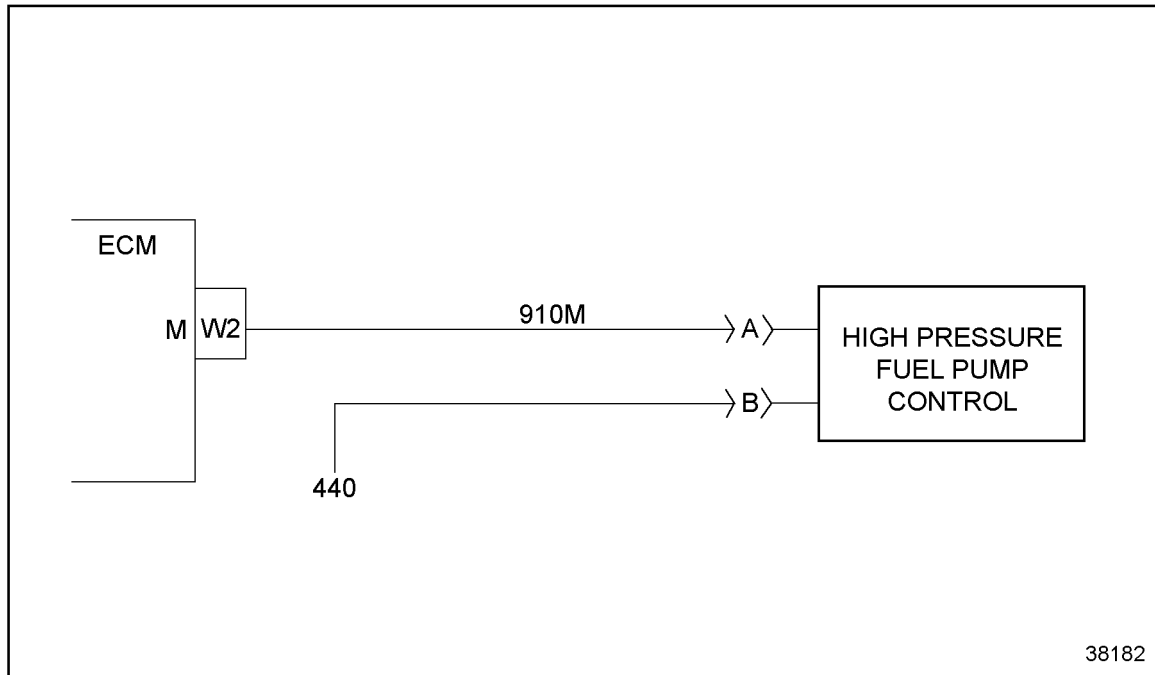 ECM
M
W2
910M
A
B
440
HIGH PRESSURE
FUEL PUMP
CONTROL
38182